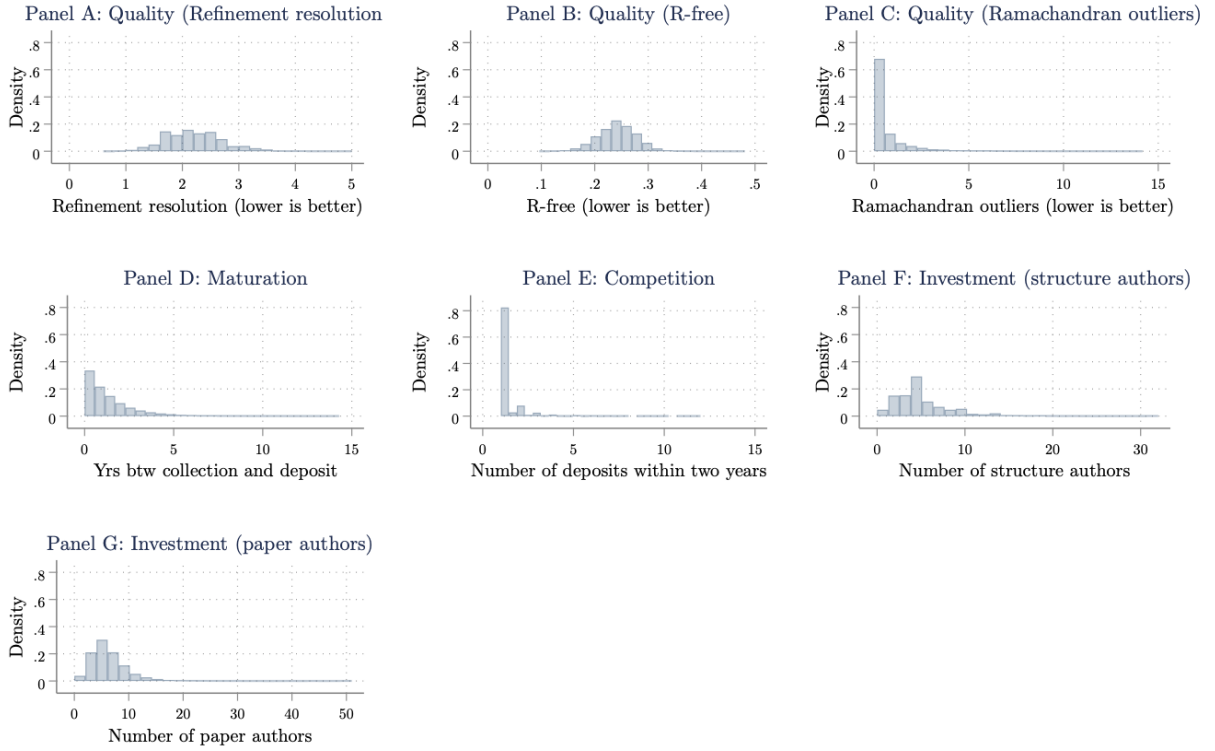 Panel A: Quality (Refinement resolution
Density
.8
.6
.4
.2
0
0 1 2 3 4 5
Refinement resolution (lower is better)
Panel B: Quality (R-free)
Density
.8
.6
.4
.2
0
0 .1 .2 .3 .4 .5
R-free (lower is better)
Panel C: Quality (Ramachandran outliers)
Density
.8
.6
.4
.2
0
0 5 10 15
Ramachandran outliers (lower is better)
Panel D: Maturation
Density
.8
.6
.4
.2
0
0 5 10 15
Yrs btw collection and deposit
Panel E: Competition
Density
.8
.6
.4
.2
0
0 5 10 15
Number of deposits within two years
Panel F: Investment (structure authors)
Density
.8
.6
.4
.2
0
0 10 20 30
Number of structure authors
Panel G: Investment (paper authors)
Density
.8
.6
.4
.2
0
0 10 20 30 40 50
Number of paper authors